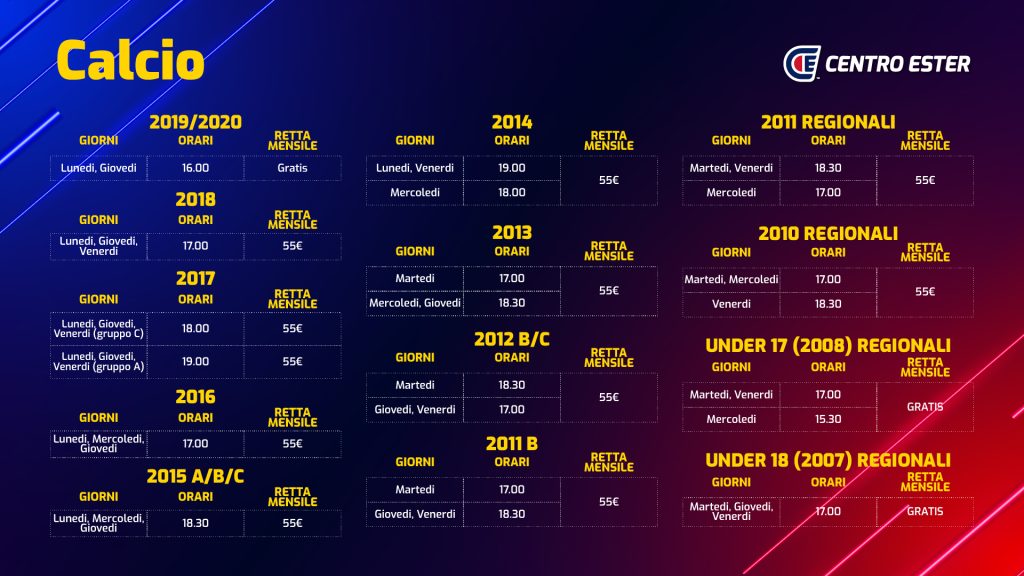 Calcio
CENTRO ESTER
2019/2020
GIORNI ORARI RETTA MENSILE
Lunedi, Giovedi 16.00 Gratis
2018
GIORNI ORARI RETTA MENSILE
Lunedi, Giovedi, Venerdi 17.00 55€
2017
GIORNI ORARI RETTA MENSILE
Lunedi, Giovedi, Venerdi (gruppo C) 18.00 55€
Lunedi, Giovedi, Venerdi (gruppo A) 19.00 55€
2016
GIORNI ORARI RETTA MENSILE
Lunedi, Mercoledi, Giovedi 17.00 55€
2015 A/B/C
GIORNI ORARI RETTA MENSILE
Lunedi, Mercoledi, Giovedi 18.30 55€
2014
GIORNI ORARI RETTA MENSILE
Lunedi, Venerdi 19.00 55€
Mercoledi 18.00
2013
GIORNI ORARI RETTA MENSILE
Martedi 17.00 55€
Mercoledi, Giovedi 18.30
2012 B/C
GIORNI ORARI RETTA MENSILE
Martedi 18.30 55€
Giovedi, Venerdi 17.00
2011 B
GIORNI ORARI RETTA MENSILE
Martedi 17.00 55€
Giovedi, Venerdi 18.30
2011 REGIONALI
GIORNI ORARI RETTA MENSILE
Martedi, Venerdi 18.30 55€
Mercoledi 17.00
2010 REGIONALI
GIORNI ORARI RETTA MENSILE
Martedi, Mercoledi 17.00 55€
Venerdi 18.30
UNDER 17 (2008) REGIONALI
GIORNI ORARI RETTA MENSILE
Martedi, Venerdi 17.00 GRATIS
Mercoledi 15.30
UNDER 18 (2007) REGIONALI
GIORNI ORARI RETTA MENSILE
Martedi, Giovedi, Venerdi 17.00 GRATIS